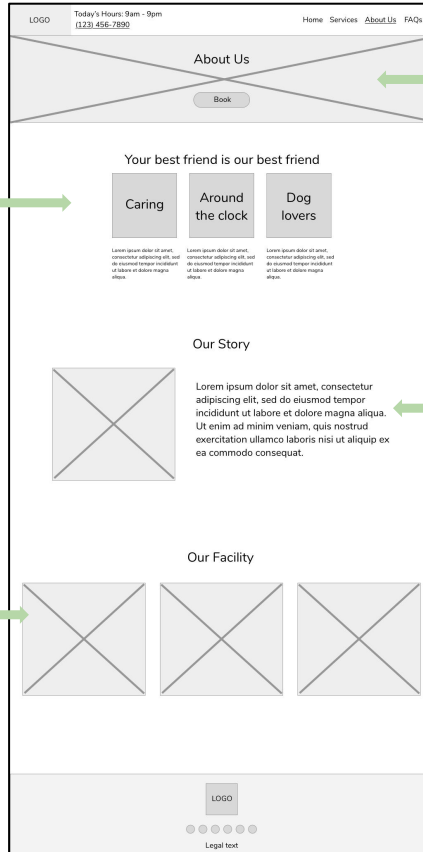 LOGO
Today's Hours: 9am - 9pm
(123) 456-7890
Home Services About Us FAQs
About Us
Book
Your best friend is our best friend
Caring
Around
the clock
Dog
lovers
Lorem ipsum dolor sit amet,
consectetur adipiscing elit, sed
do eiusmod tempor incididunt
ut labore et dolore magna
aliqua.
Lorem ipsum dolor sit amet,
consectetur adipiscing elit, sed
do eiusmod tempor incididunt
ut labore et dolore magna
aliqua.
Lorem ipsum dolor sit amet,
consectetur adipiscing elit, sed
do eiusmod tempor incididunt
ut labore et dolore magna
aliqua.
Our Story
Lorem ipsum dolor sit amet, consectetur
adipiscing elit, sed do eiusmod tempor
incididunt ut labore et dolore magna aliqua.
Ut enim ad minim veniam, quis nostrud
exercitation ullamco laboris nisi ut aliquip ex
ea commodo consequat.
Our Facility
LOGO
Legal text